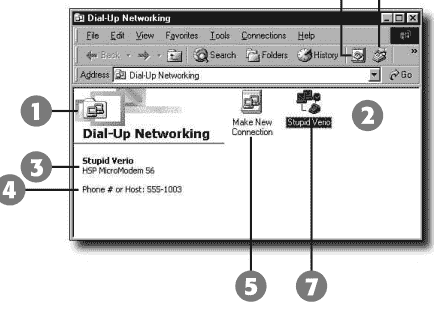 Dial-Up Networking
File Edit View Favorites Tools Connections Help
Back Search Folders History »
Address Dial-Up Networking Go
1
Dial-Up Networking
Make New Connection
Stupid Verio
2
3
Stupid Verio
HSP MicroModem 56
4
Phone # or Host: 555-1003
5
7